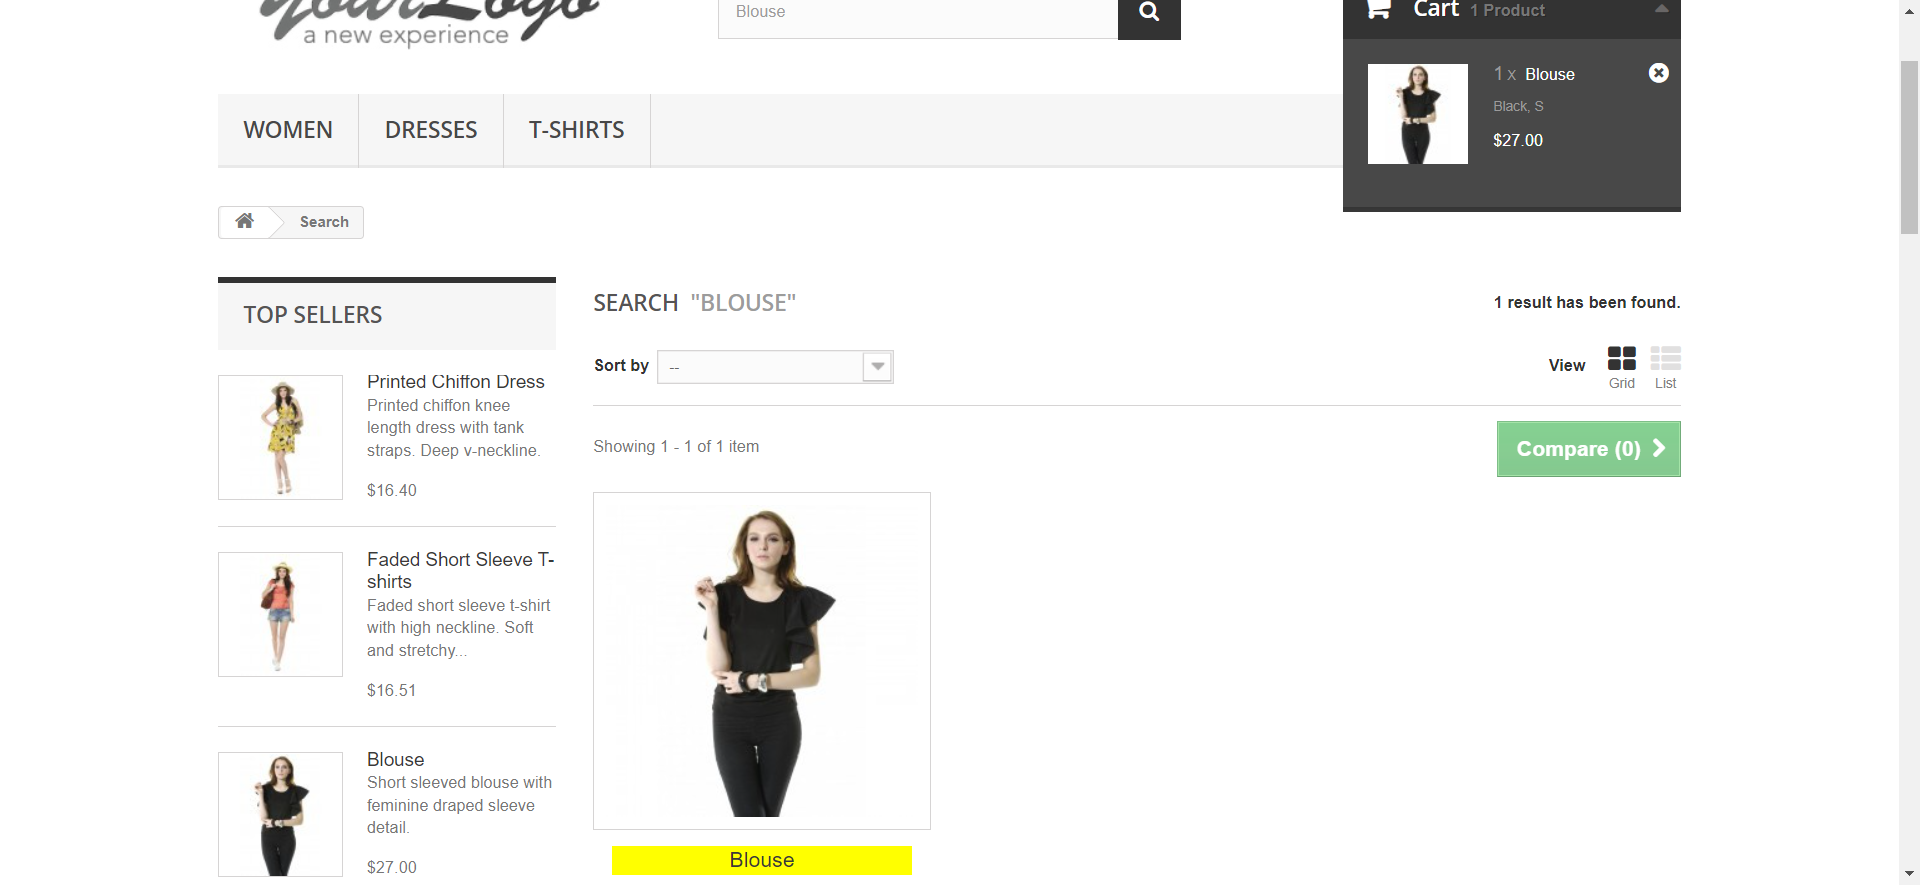 Your Logo
a new experience
Blouse
Cart 1 Product
1 x Blouse
Black, S
$27.00
WOMEN
DRESSES
T-SHIRTS
Search
TOP SELLERS
Printed Chiffon Dress
Printed chiffon knee
length dress with tank
straps. Deep v-neckline.
$16.40
Faded Short Sleeve T-
shirts
Faded short sleeve t-shirt
with high neckline. Soft
and stretchy...
$16.51
Blouse
Short sleeved blouse with
feminine draped sleeve
detail.
$27.00
SEARCH "BLOUSE"
1 result has been found.
Sort by --
View
Grid
List
Showing 1 - 1 of 1 item
Compare (0)
Blouse